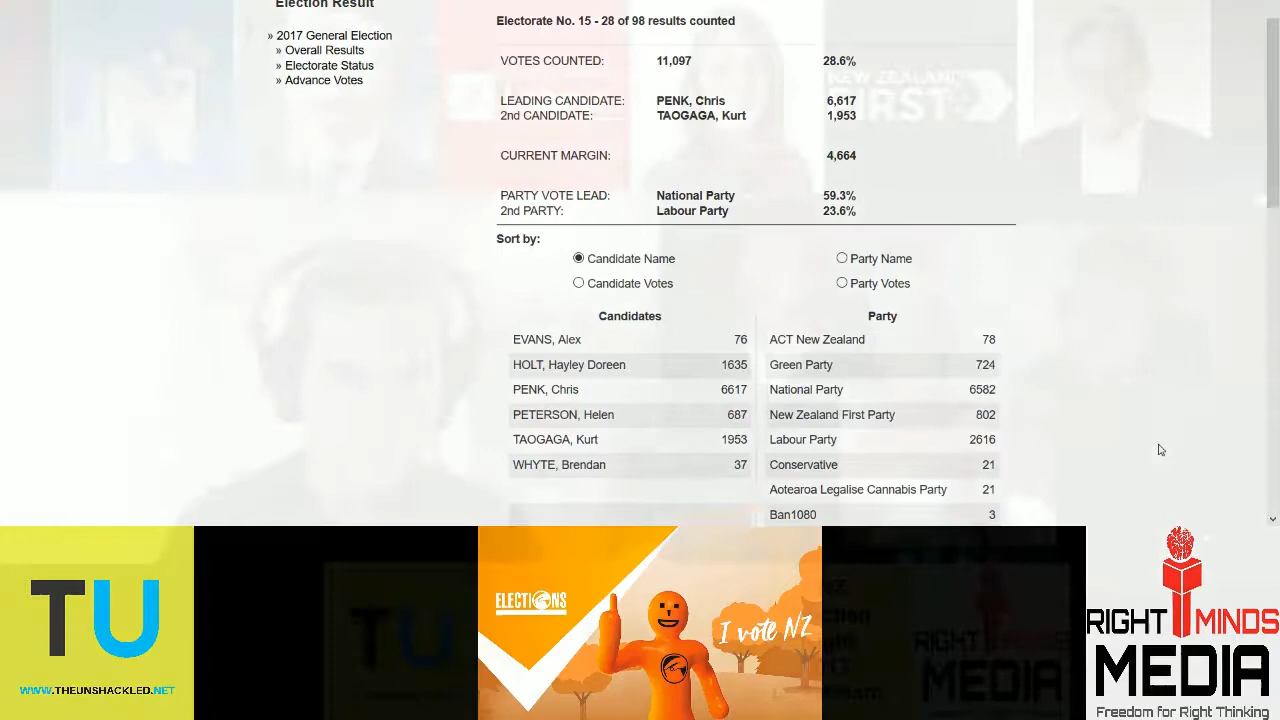 Election Result
» 2017 General Election
» Overall Results
» Electorate Status
» Advance Votes
Electorate No. 15 - 28 of 98 results counted
VOTES COUNTED: 11,097 28.6%
LEADING CANDIDATE: PENK, Chris 6,617
2nd CANDIDATE: TAOGAGA, Kurt 1,953
CURRENT MARGIN: 4,664
PARTY VOTE LEAD: National Party 59.3%
2nd PARTY: Labour Party 23.6%
Sort by:
Candidate Name Party Name
Candidate Votes Party Votes
Candidates Party
EVANS, Alex 76 ACT New Zealand 78
HOLT, Hayley Doreen 1635 Green Party 724
PENK, Chris 6617 National Party 6582
PETERSON, Helen 687 New Zealand First Party 802
TAOGAGA, Kurt 1953 Labour Party 2616
WHYTE, Brendan 37 Conservative 21
Aotearoa Legalise Cannabis Party 21
Ban1080 3
NEW ZEALAND
FIRST
TU
WWW.THEUNSHACKLED.NET
ELECTIONS
I vote NZ
RIGHT MINDS
MEDIA
Freedom for Right Thinking